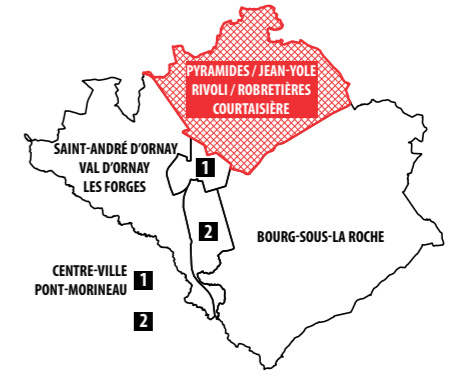 PYRAMIDES / JEAN-YOLE
RIVOLI / ROBRETIÈRES
COURTAISIÈRE
SAINT-ANDRÉ D'ORNAY
VAL D'ORNAY
LES FORGES
1
2
BOURG-SOUS-LA ROCHE
CENTRE-VILLE
PONT-MORINEAU
1
2